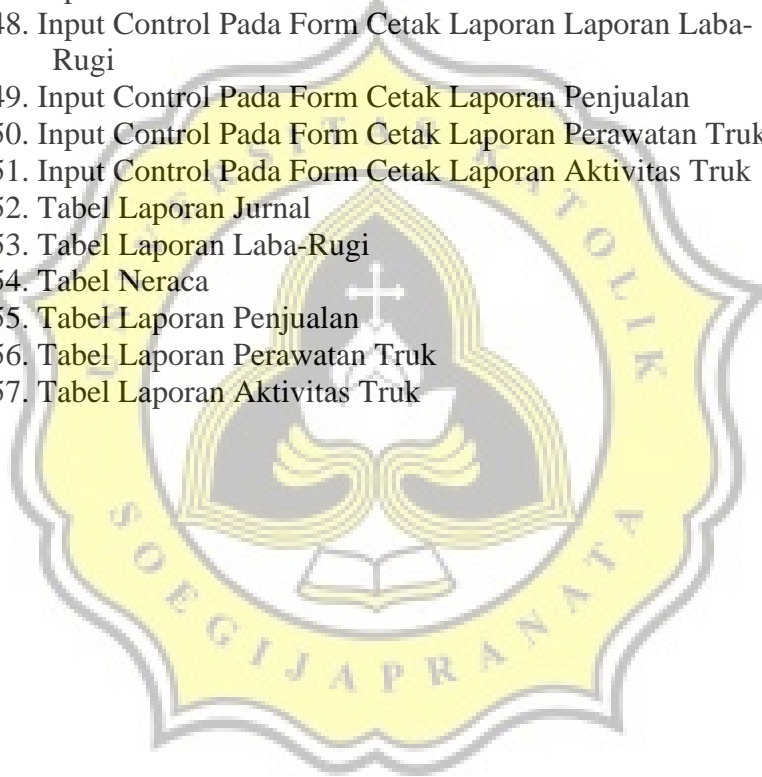 48. Input Control Pada Form Cetak Laporan Laporan Laba-
Rugi
49. Input Control Pada Form Cetak Laporan Penjualan
50. Input Control Pada Form Cetak Laporan Perawatan Truk
51. Input Control Pada Form Cetak Laporan Aktivitas Truk
52. Tabel Laporan Jurnal
53. Tabel Laporan Laba-Rugi
54. Tabel Neraca
55. Tabel Laporan Penjualan
56. Tabel Laporan Perawatan Truk
57. Tabel Laporan Aktivitas Truk
UNIVERSITAS KATOLIK
SOEGIJAPRANATA